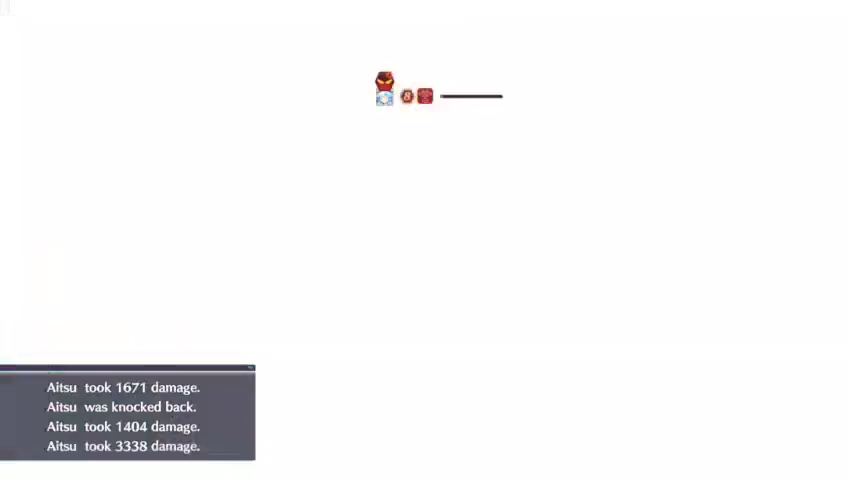 Aitsu took 1671 damage.
Aitsu was knocked back.
Aitsu took 1404 damage.
Aitsu took 3338 damage.